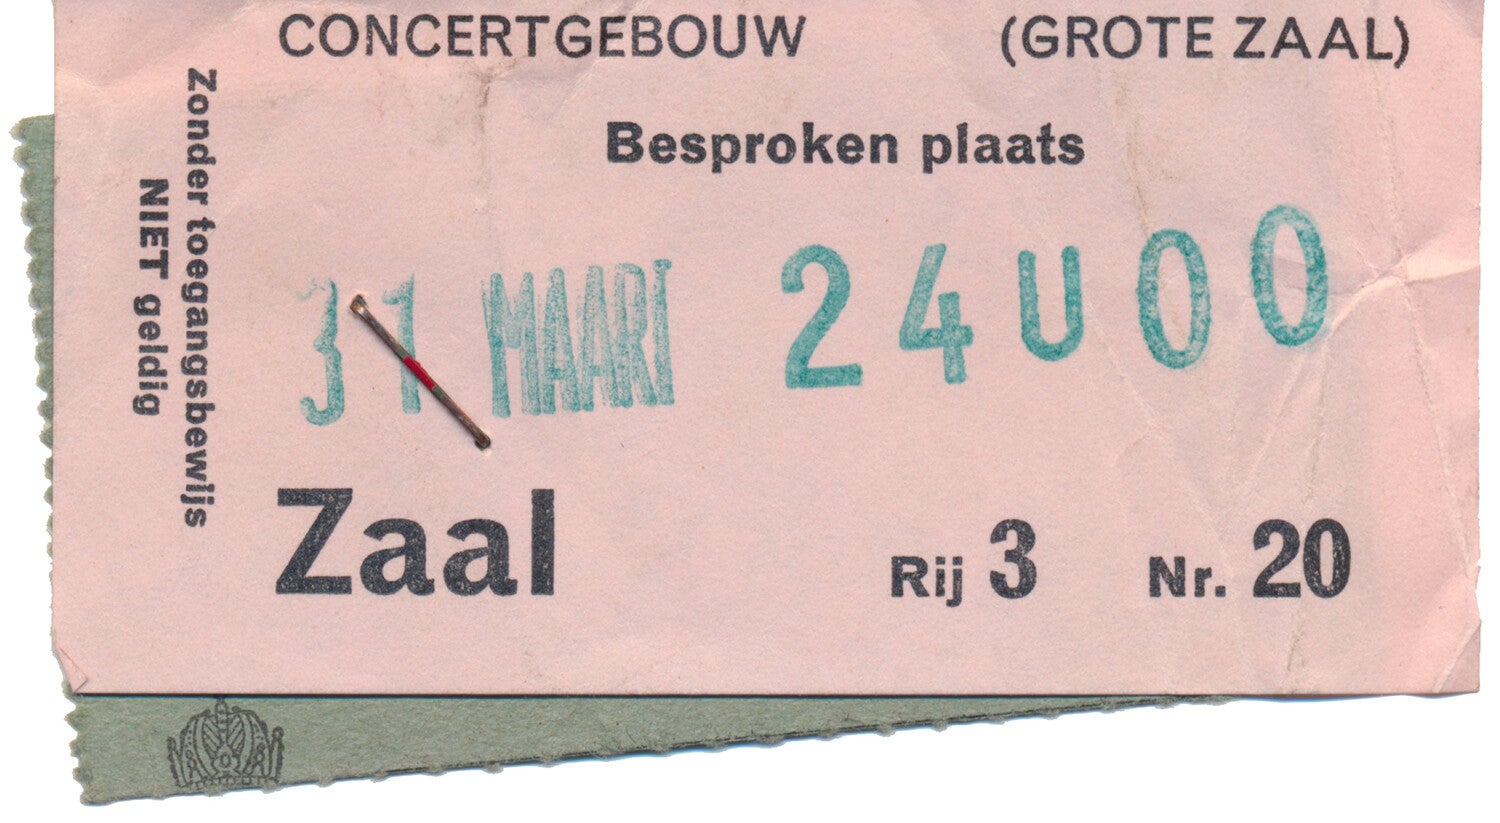 CONCERTGEBOUW (GROTE ZAAL)
Besproken plaats
31 MAART 24U00
Zaal Rij 3 Nr. 20
Zonder toegangsbewijs
NIET geldig